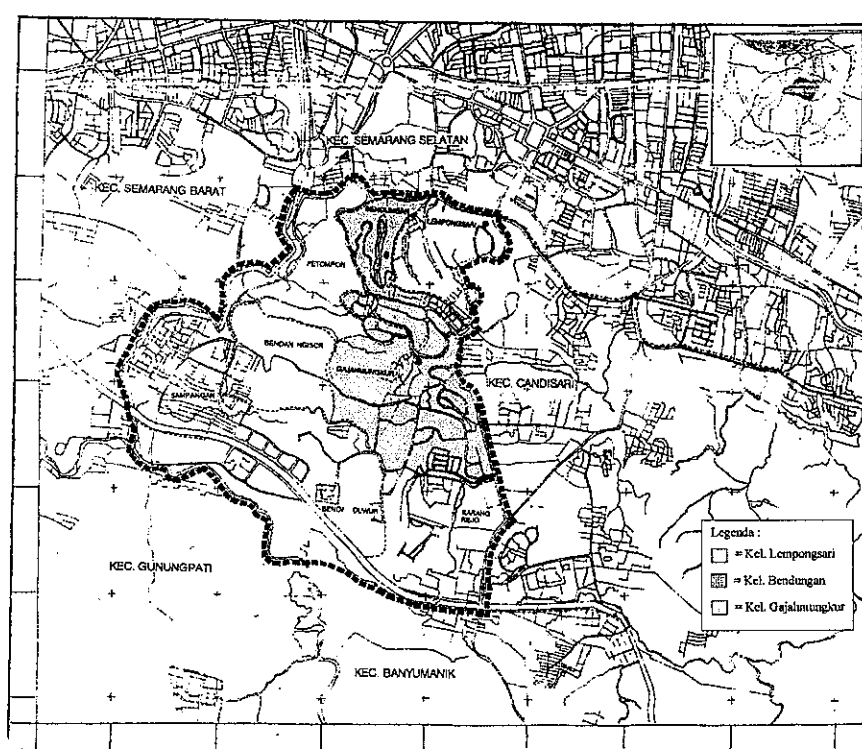 KEC. SEMARANG SELATAN
KEC. SEMARANG BARAT
LEMPONGSARI
PETOMPON
BENDAN NGISOR
GAJAHMUNGKUR
KEC. CANDISARI
SAMPANGAN
BENDAN DUWUR
KARANG REJO
KEC. GUNUNGPATI
KEC. BANYUMANIK
Legenda :
= Kel. Lempongsari
= Kel. Bendungan
= Kel. Gajahmungkur